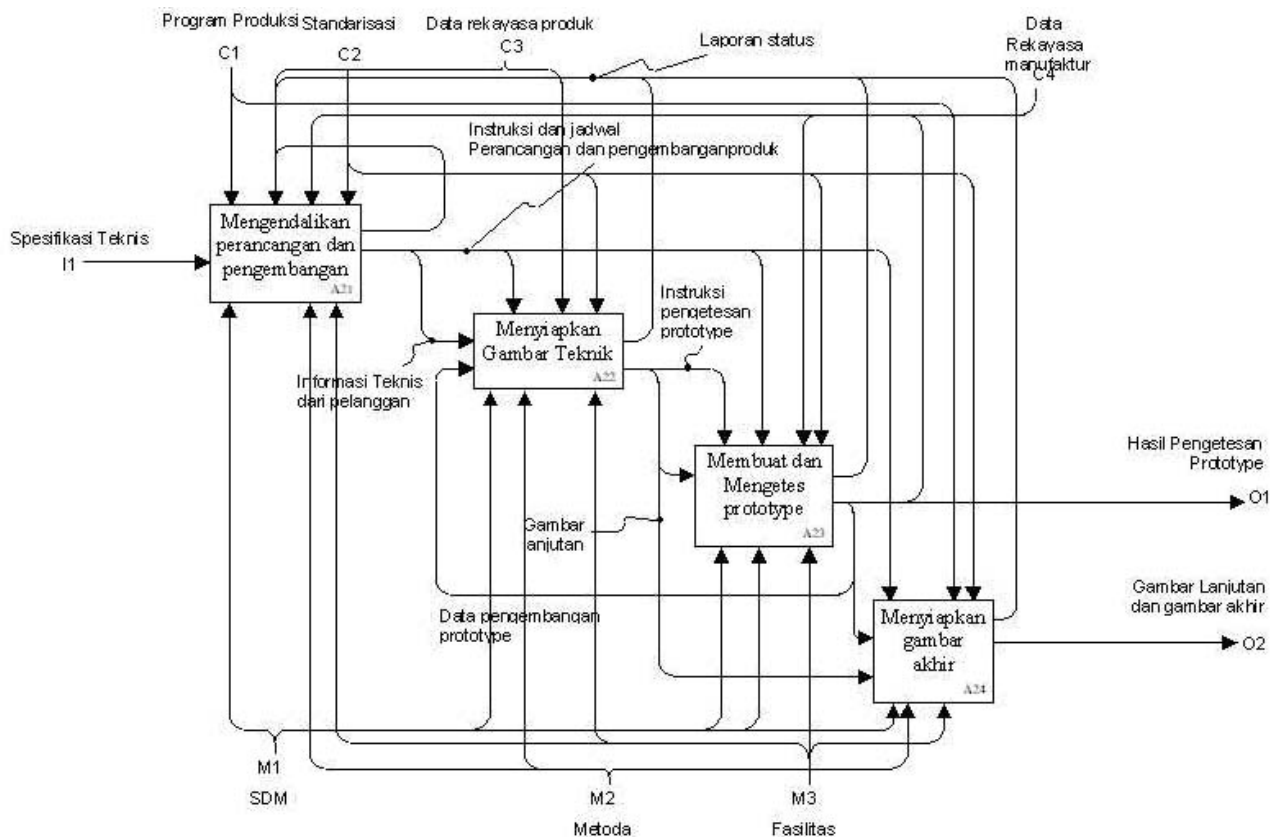 Program Produksi
Standarisasi
Data rekayasa produk
Laporan status
Data
Rekayasa
manufaktur
C1
C2
C3
C4
Instruksi dan jadwal
Perancangan dan pengembanganproduk
Spesifikasi Teknis
I1
Mengendalikan
perancangan dan
pengembangan
A21
Instruksi
pengetesan
prototype
Menyiapkan
Gambar Teknik
A22
Informasi Teknis
dari pelanggan
Membuat dan
Mengetes
prototype
A23
Hasil Pengetesan
Prototype
O1
Gambar
lanjutan
Data pengembangan
prototype
Menyiapkan
gambar
akhir
A24
Gambar Lanjutan
dan gambar akhir
O2
M1
SDM
M2
Metoda
M3
Fasilitas